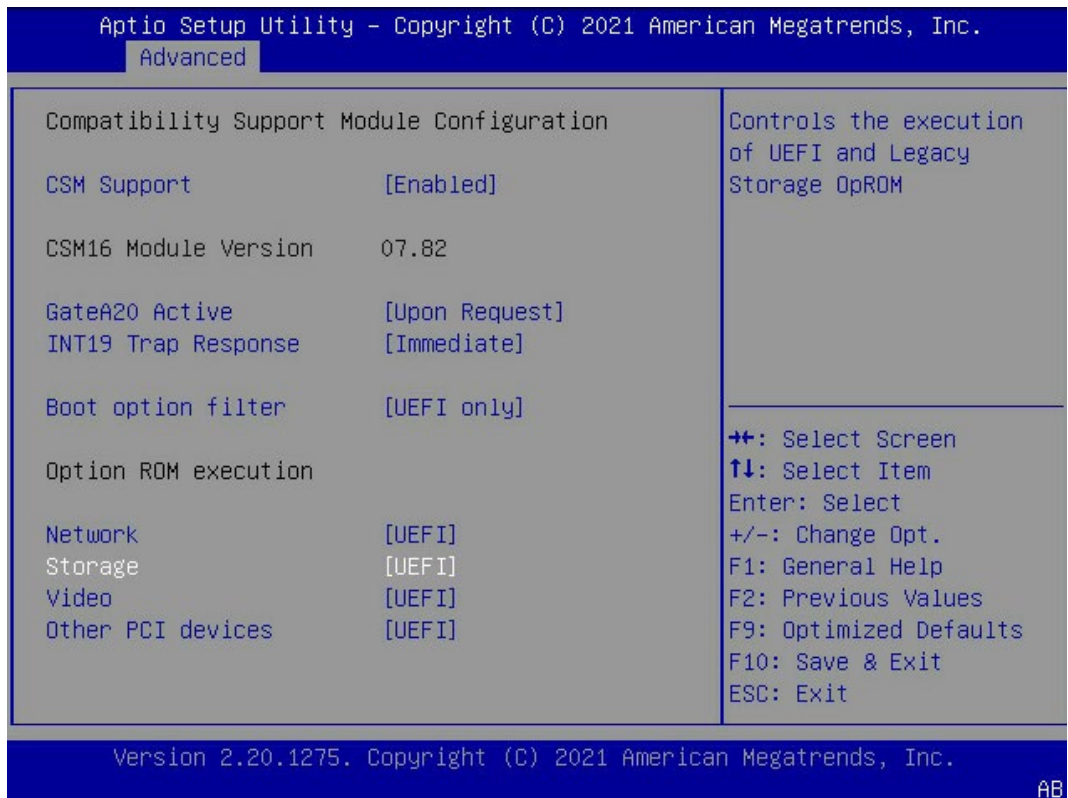 Aptio Setup Utility – Copyright (C) 2021 American Megatrends, Inc.
Advanced
Compatibility Support Module Configuration
CSM Support [Enabled]
CSM16 Module Version 07.82
GateA20 Active [Upon Request]
INT19 Trap Response [Immediate]
Boot option filter [UEFI only]
Option ROM execution
Network [UEFI]
Storage [UEFI]
Video [UEFI]
Other PCI devices [UEFI]
Controls the execution
of UEFI and Legacy
Storage OpROM
→←: Select Screen
↑↓: Select Item
Enter: Select
+/-: Change Opt.
F1: General Help
F2: Previous Values
F9: Optimized Defaults
F10: Save & Exit
ESC: Exit
Version 2.20.1275. Copyright (C) 2021 American Megatrends, Inc.
AB